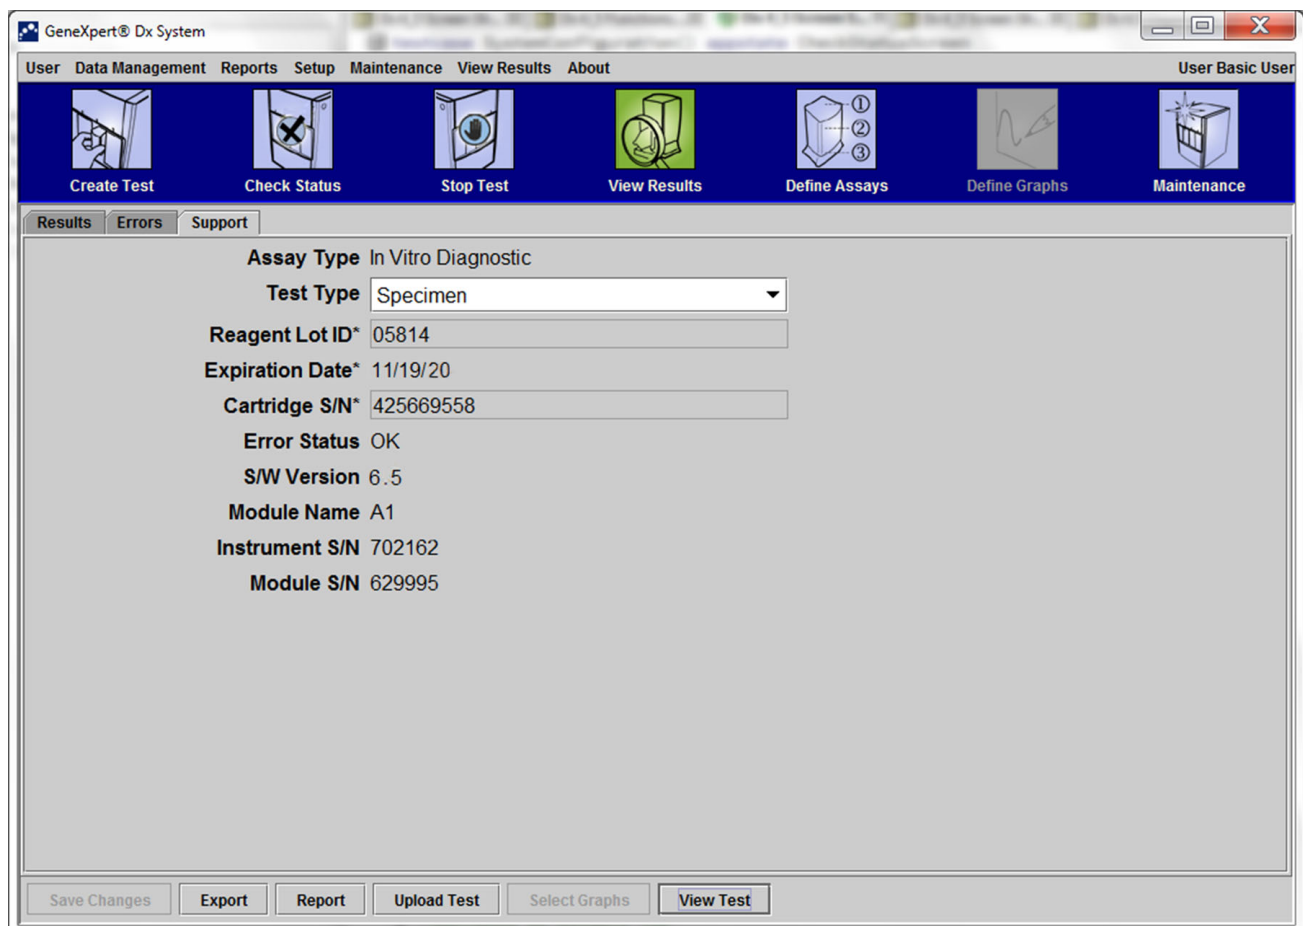 GeneXpert® Dx System
User Data Management Reports Setup Maintenance View Results About User Basic User
① 
②
③
Create Test Check Status Stop Test View Results Define Assays Define Graphs Maintenance
Results Errors Support
Assay Type In Vitro Diagnostic
Test Type Specimen
Reagent Lot ID* 05814
Expiration Date* 11/19/20
Cartridge S/N* 425669558
Error Status OK
S/W Version 6.5
Module Name A1
Instrument S/N 702162
Module S/N 629995
Save Changes Export Report Upload Test Select Graphs View Test